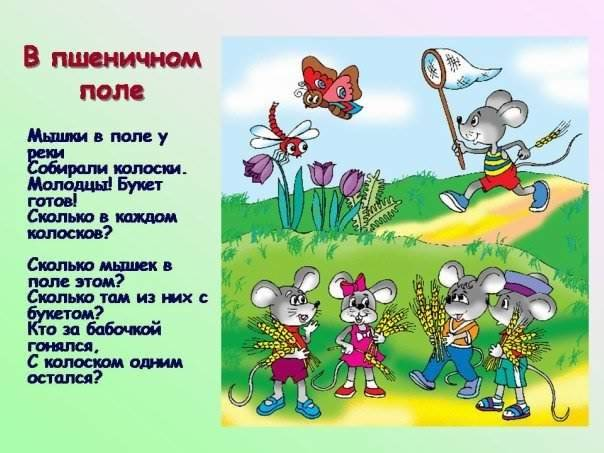 В пшеничном
поле
Мышки в поле у
реки
Собирали колоски.
Молодцы! Букет
готов!
Сколько в каждом
колосков?
Сколько мышек в
поле этом?
Сколько там из них с
букетом?
Кто за бабочкой
гонялся,
С колоском одним
остался?